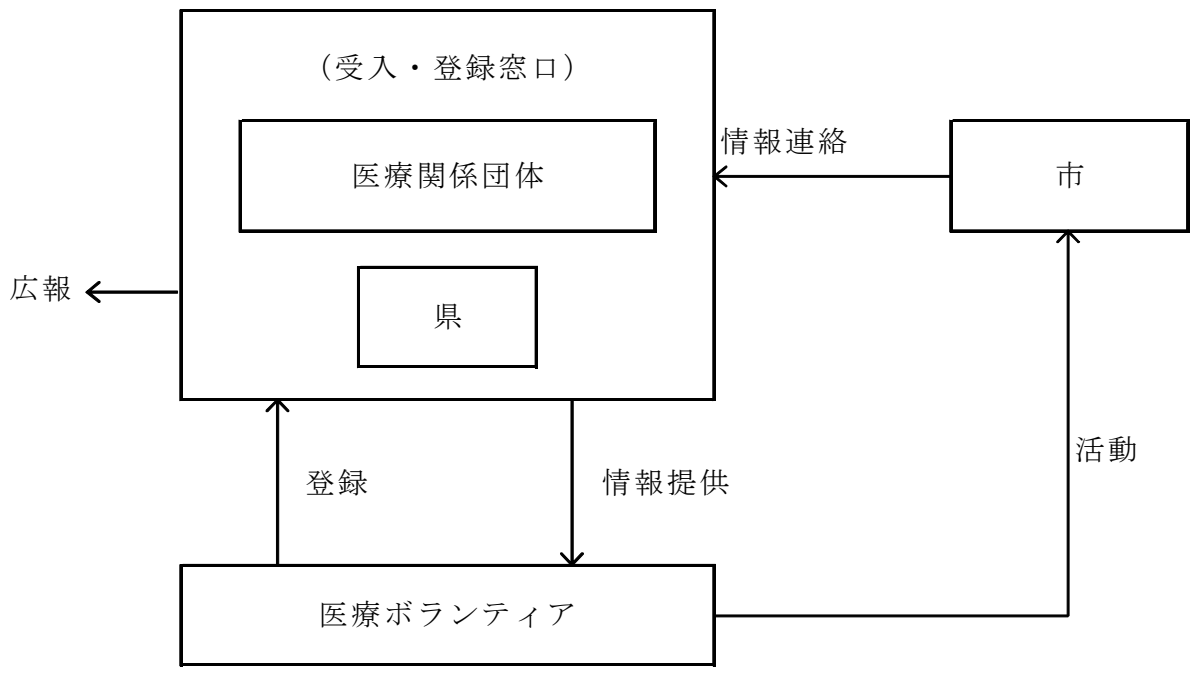 (受入・登録窓口)
医療関係団体
情報連絡
市
広報
県
登録
情報提供
活動
医療ボランティア